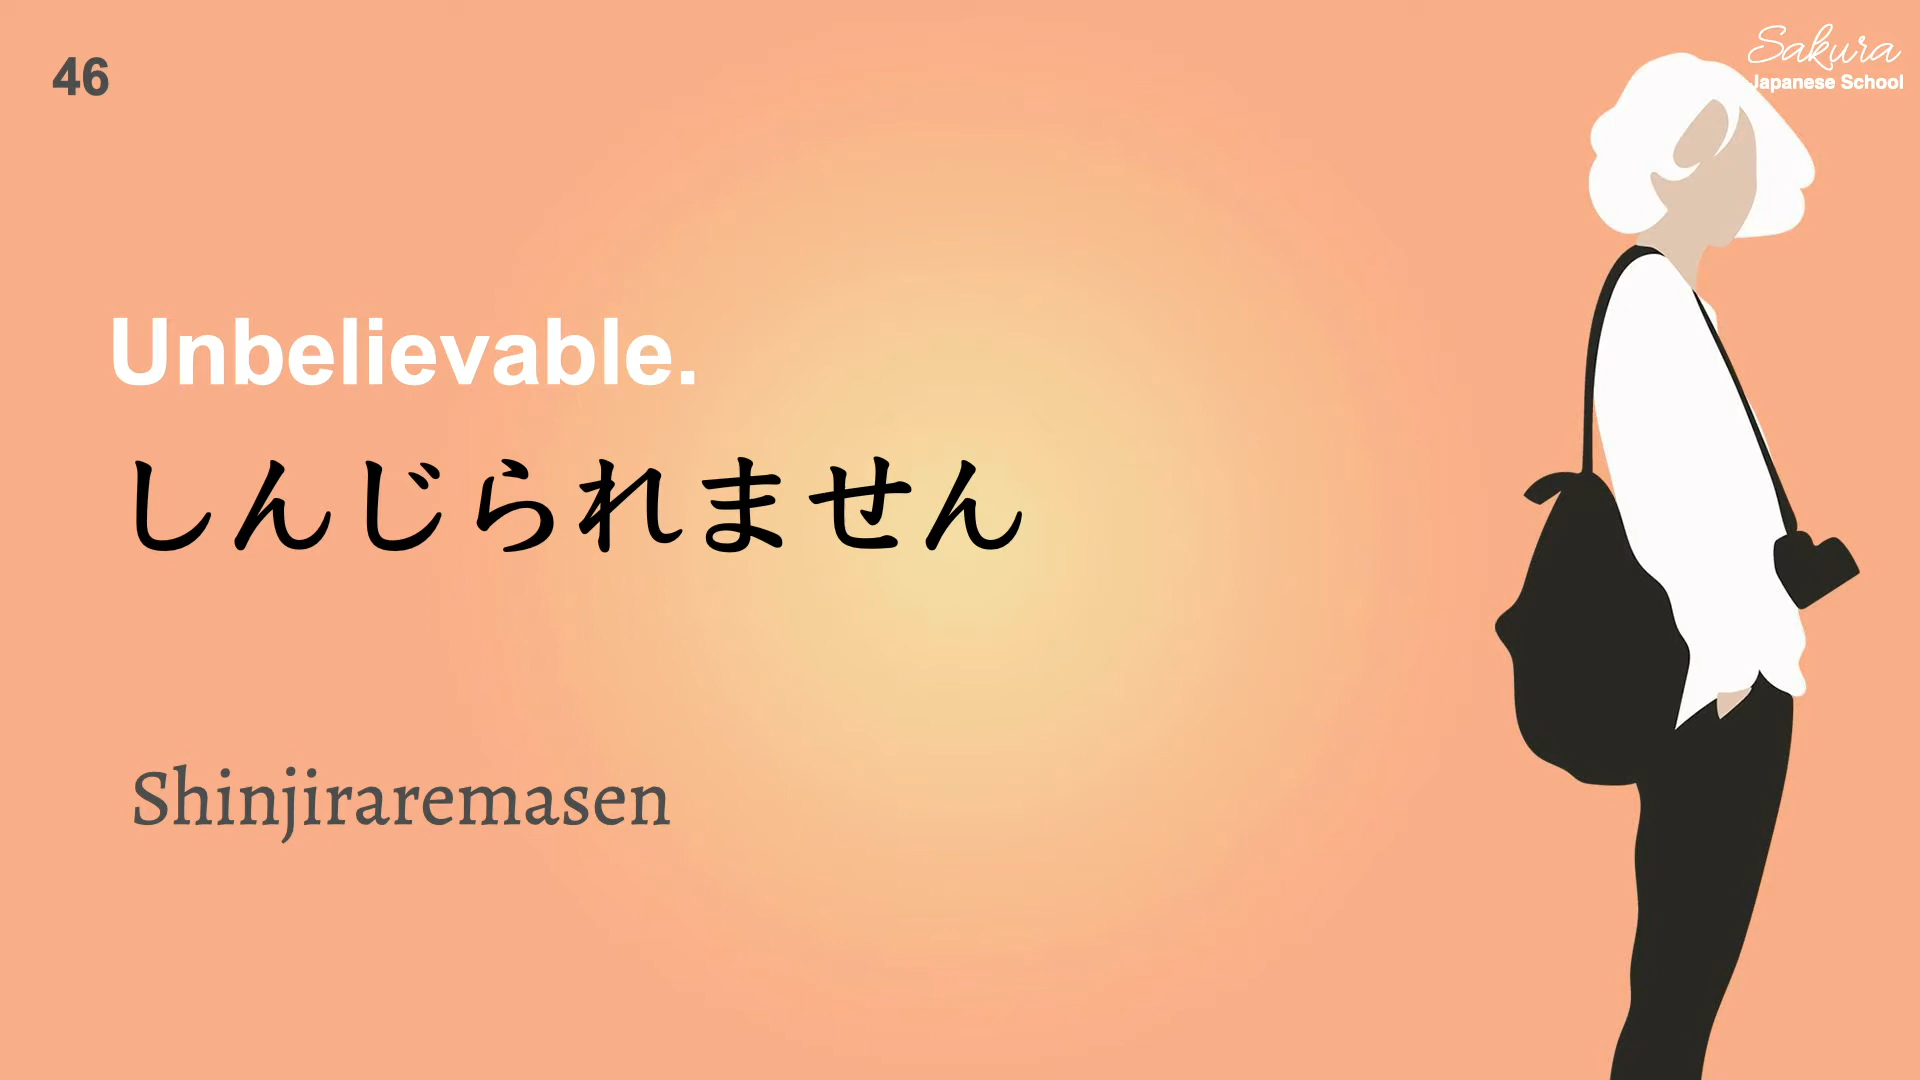 46
Sakura
Japanese School
Unbelievable.
しんじられません
Shinjiraremasen